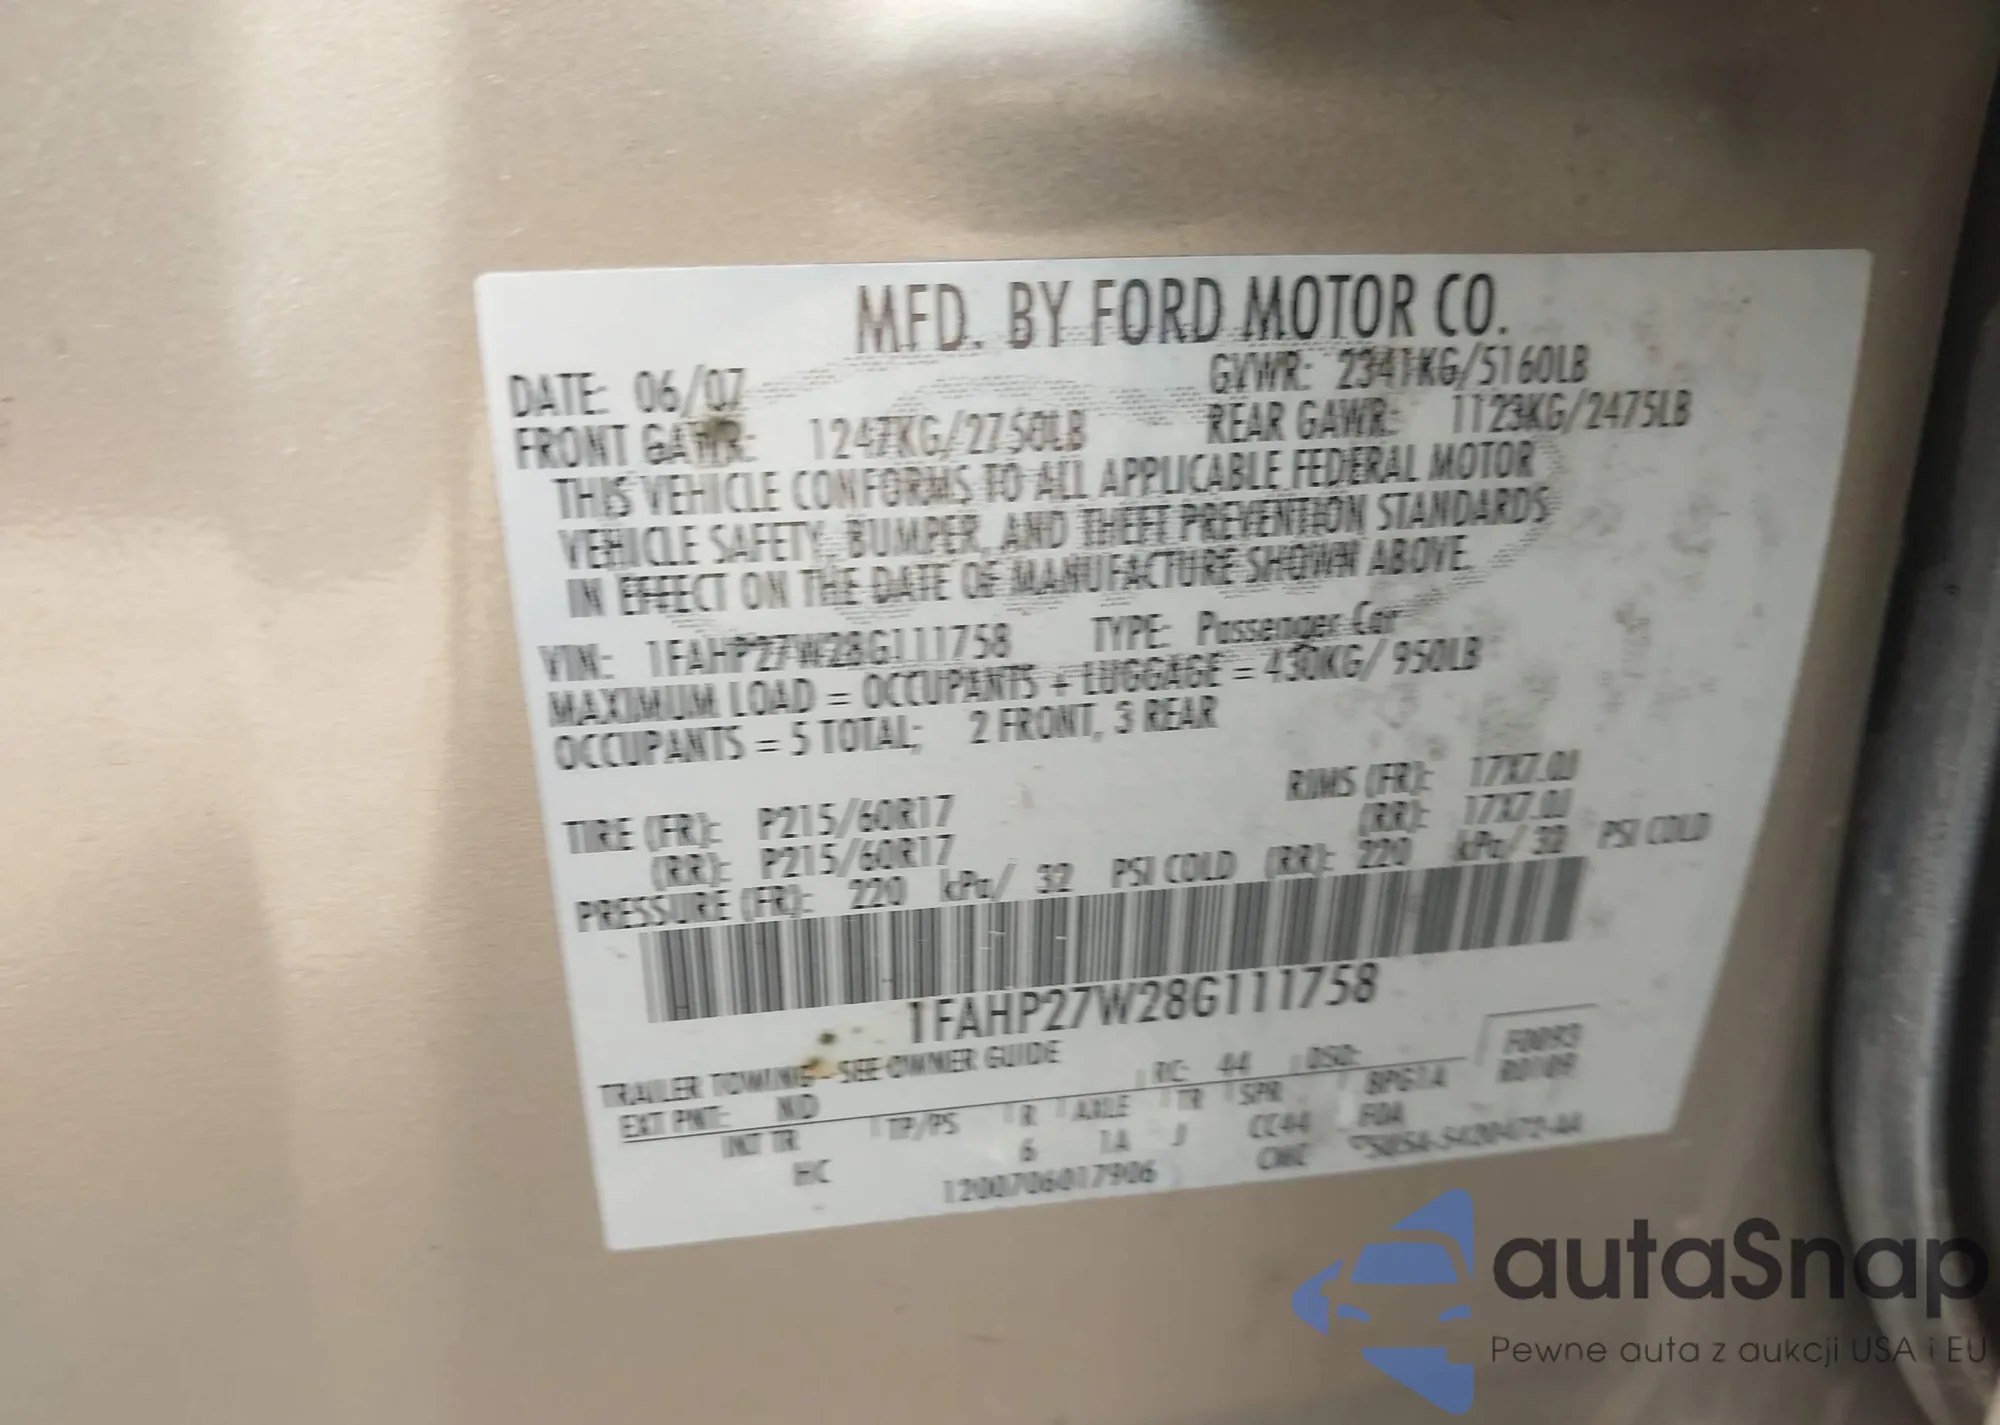 MFD. BY FORD MOTOR CO.
DATE: 06/07 GVWR: 2341KG/5160LB
FRONT GAWR: 1247KG/2750LB REAR GAWR: 1123KG/2475LB
THIS VEHICLE CONFORMS TO ALL APPLICABLE FEDERAL MOTOR
VEHICLE SAFETY, BUMPER, AND THEFT PREVENTION STANDARDS
IN EFFECT ON THE DATE OF MANUFACTURE SHOWN ABOVE.
VIN: 1FAHP27W28G111758 TYPE: Passenger Car
MAXIMUM LOAD = OCCUPANTS + LUGGAGE = 430KG/ 950LB
OCCUPANTS = 5 TOTAL; 2 FRONT, 3 REAR
TIRE (FR): P215/60R17 RIMS (FR): 17X7.0J
(RR): P215/60R17 (RR): 17X7.0J
PRESSURE (FR): 220 kPa/ 32 PSI COLD (RR): 220 kPa/ 32 PSI COLD
1FAHP27W28G111758
TRAILER TOWING - SEE OWNER GUIDE
EXT PNT: RC: 44 DSO: F0093
INT TR TP/PS R AXLE TR SPR BPG1A R0109
HC 6 1A J CC44 FOA
1200706017906
autaSnap
Pewne auta z aukcji USA i EU